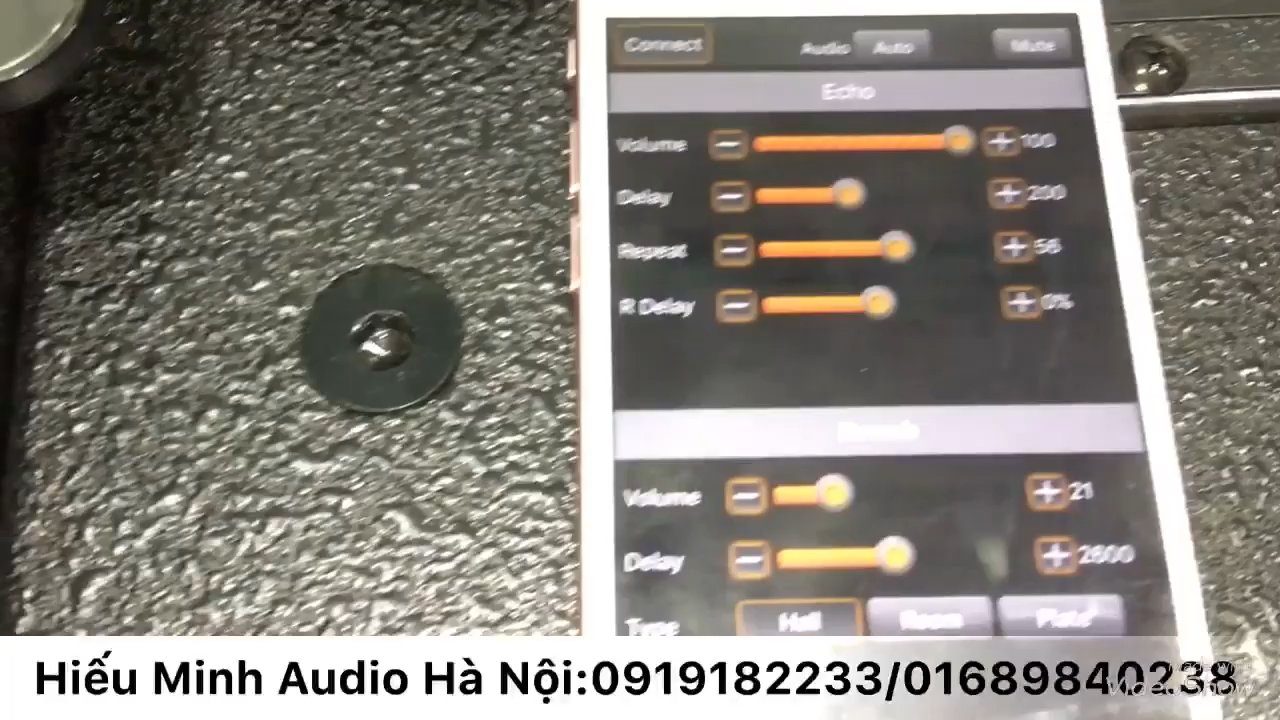 Connect Audio Auto Mute
Echo
Volume 100
Delay 200
Repeat 56
R Delay 0%
Volume 21
Delay 2600
Type Hall Room Plate
Hiếu Minh Audio Hà Nội:0919182233/01689840238
VideoShow